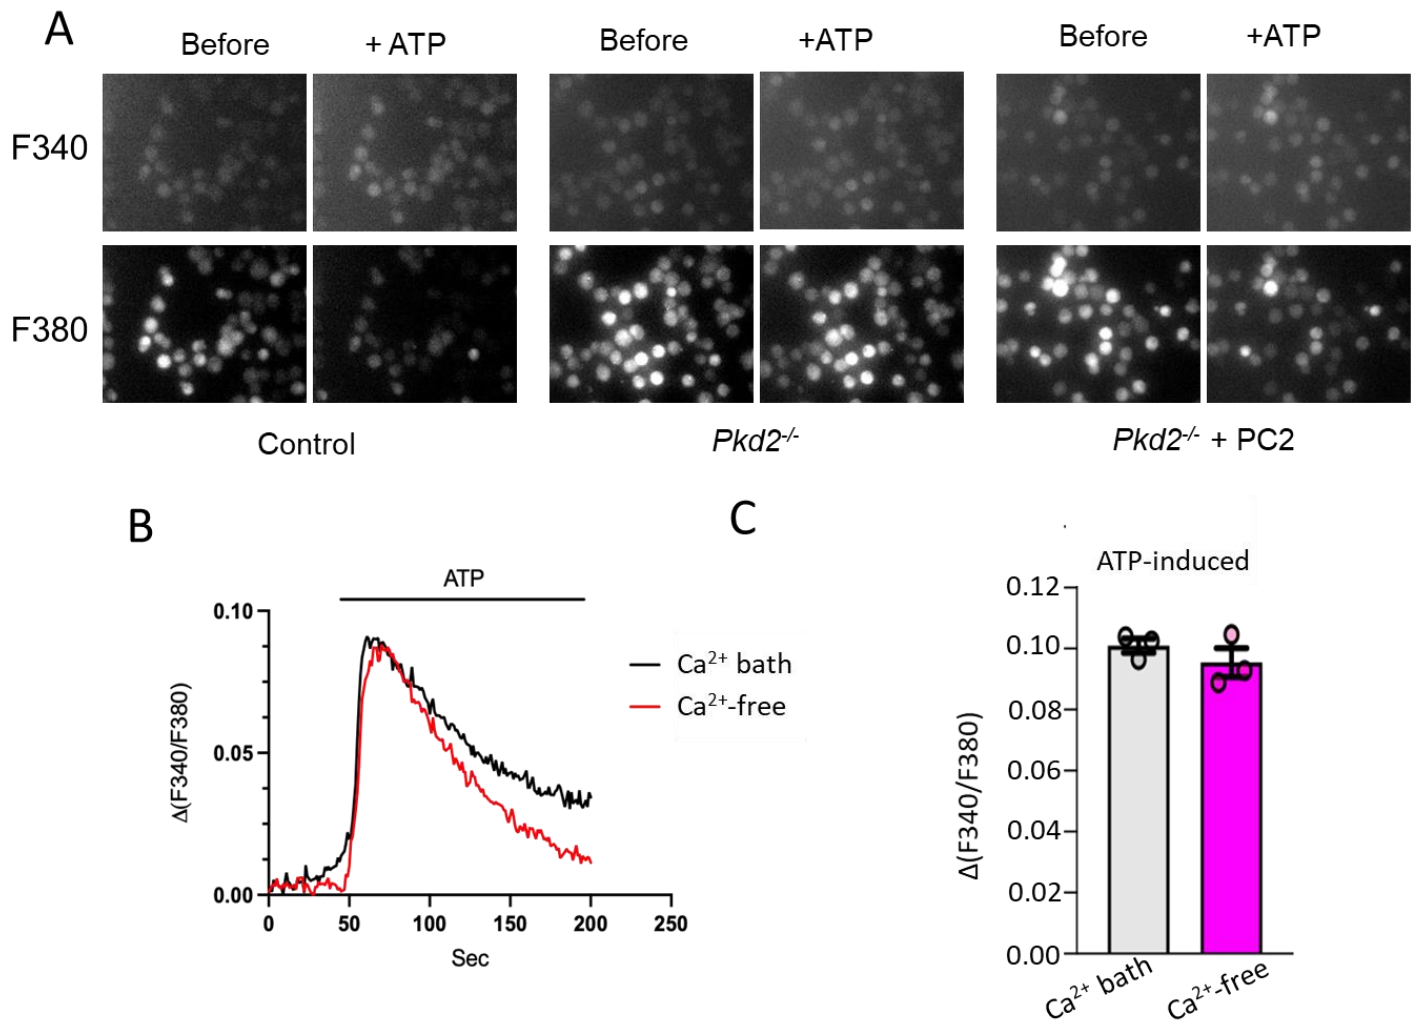 A
Before + ATP Before +ATP Before +ATP
F340
F380
Control Pkd2-/- Pkd2-/- + PC2
B
ATP
0.10
0.05
0.00
Δ(F340/F380)
0 50 100 150 200 250
Sec
Ca2+ bath
Ca2+-free
C
ATP-induced
0.12
0.10
0.08
0.06
0.04
0.02
0.00
Δ(F340/F380)
Ca2+ bath Ca2+-free